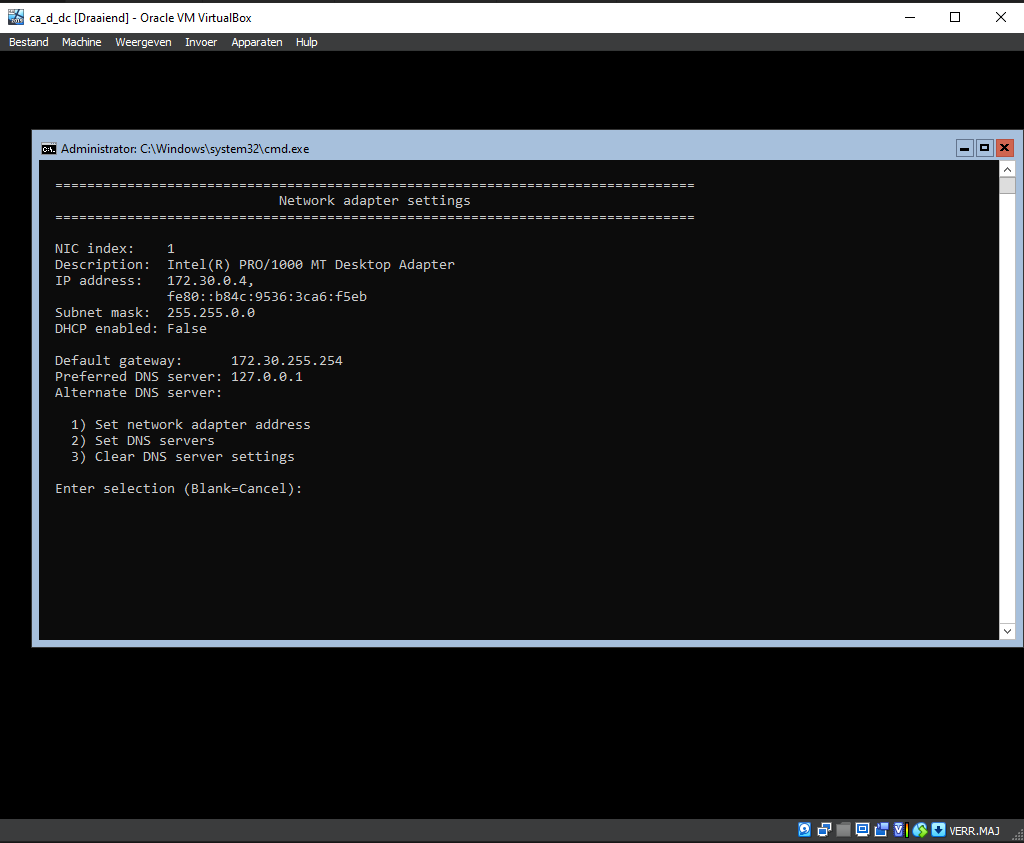 ca_d_dc [Draaiend] - Oracle VM VirtualBox
Bestand Machine Weergeven Invoer Apparaten Hulp
Administrator: C:\Windows\system32\cmd.exe
================================================================================
Network adapter settings
================================================================================
NIC index: 1
Description: Intel(R) PRO/1000 MT Desktop Adapter
IP address: 172.30.0.4,
fe80::b84c:9536:3ca6:f5eb
Subnet mask: 255.255.0.0
DHCP enabled: False
Default gateway: 172.30.255.254
Preferred DNS server: 127.0.0.1
Alternate DNS server:
1) Set network adapter address
2) Set DNS servers
3) Clear DNS server settings
Enter selection (Blank=Cancel):
VERR.MAJ